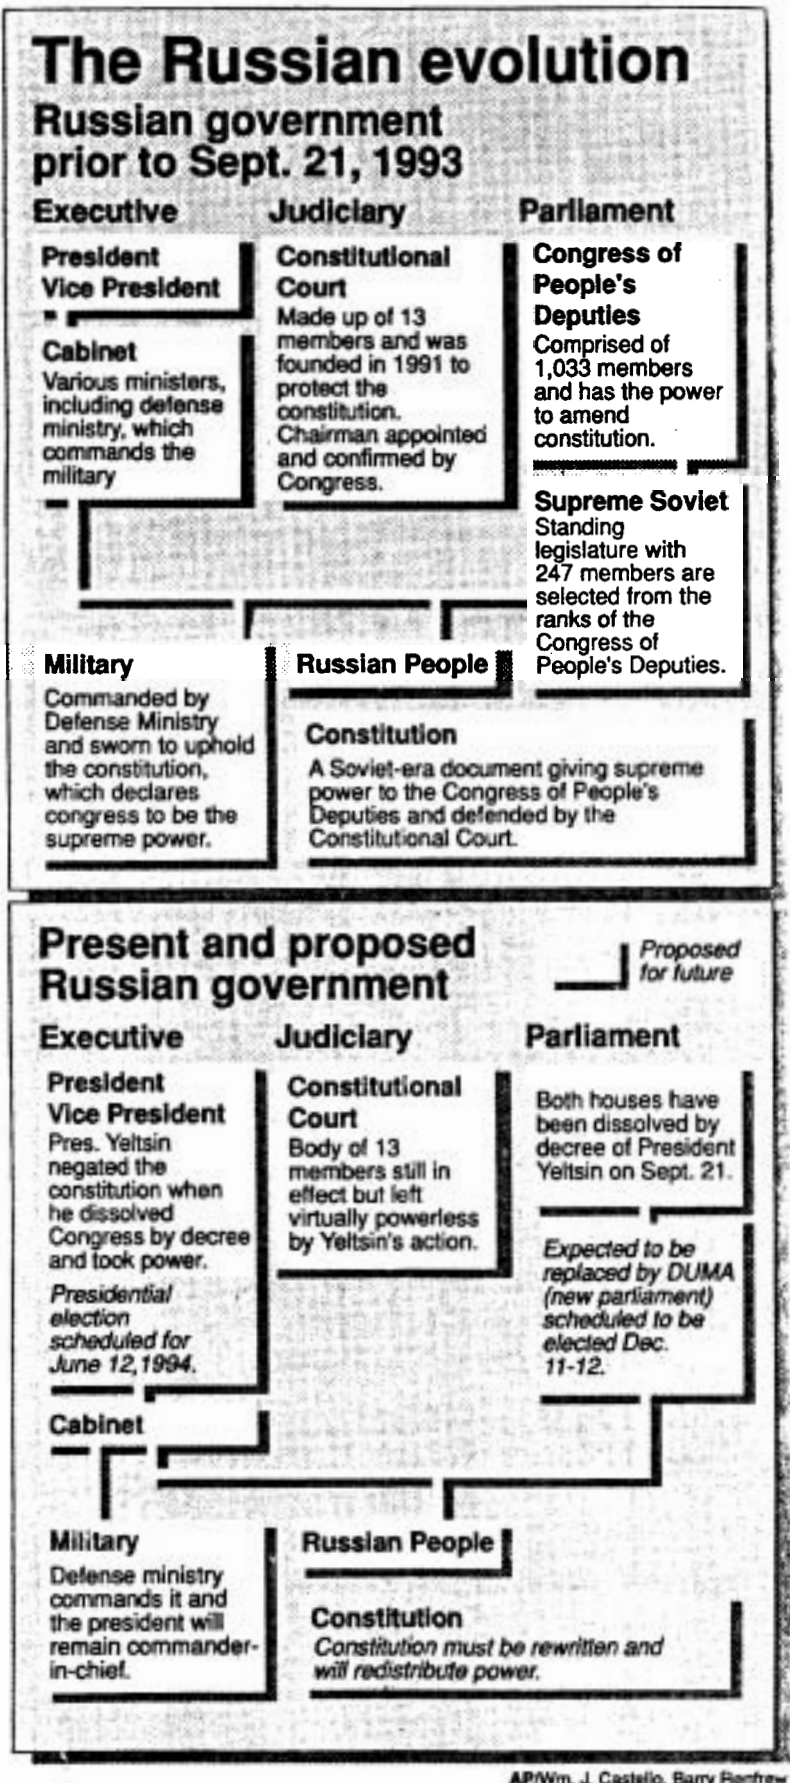 The Russian evolution
Russian government
prior to Sept. 21, 1993
Executive
President
Vice President
Cabinet
Various ministers,
including defense
ministry, which
commands the
military
Judiciary
Constitutional
Court
Made up of 13
members and was
founded in 1991 to
protect the
constitution.
Chairman appointed
and confirmed by
Congress.
Parliament
Congress of
People's
Deputies
Comprised of
1,033 members
and has the power
to amend
constitution.
Supreme Soviet
Standing
legislature with
247 members are
selected from the
ranks of the
Congress of
People's Deputies.
Military
Commanded by
Defense Ministry
and sworn to uphold
the constitution,
which declares
congress to be the
supreme power.
Russian People
Constitution
A Soviet-era document giving supreme
power to the Congress of People's
Deputies and defended by the
Constitutional Court.
Present and proposed
Russian government
Proposed
for future
Executive
President
Vice President
Pres. Yeltsin
negated the
constitution when
he dissolved
Congress by decree
and took power.
Presidential
election
scheduled for
June 12, 1994.
Cabinet
Judiciary
Constitutional
Court
Body of 13
members still in
effect but left
virtually powerless
by Yeltsin's action.
Parliament
Both houses have
been dissolved by
decree of President
Yeltsin on Sept. 21.
Expected to be
replaced by DUMA
(new parliament)
scheduled to be
elected Dec.
11-12.
Military
Defense ministry
commands it and
the president will
remain commander-
in-chief.
Russian People
Constitution
Constitution must be rewritten and
will redistribute power.
AP/Wm. J. Castello, Barry Renfrew